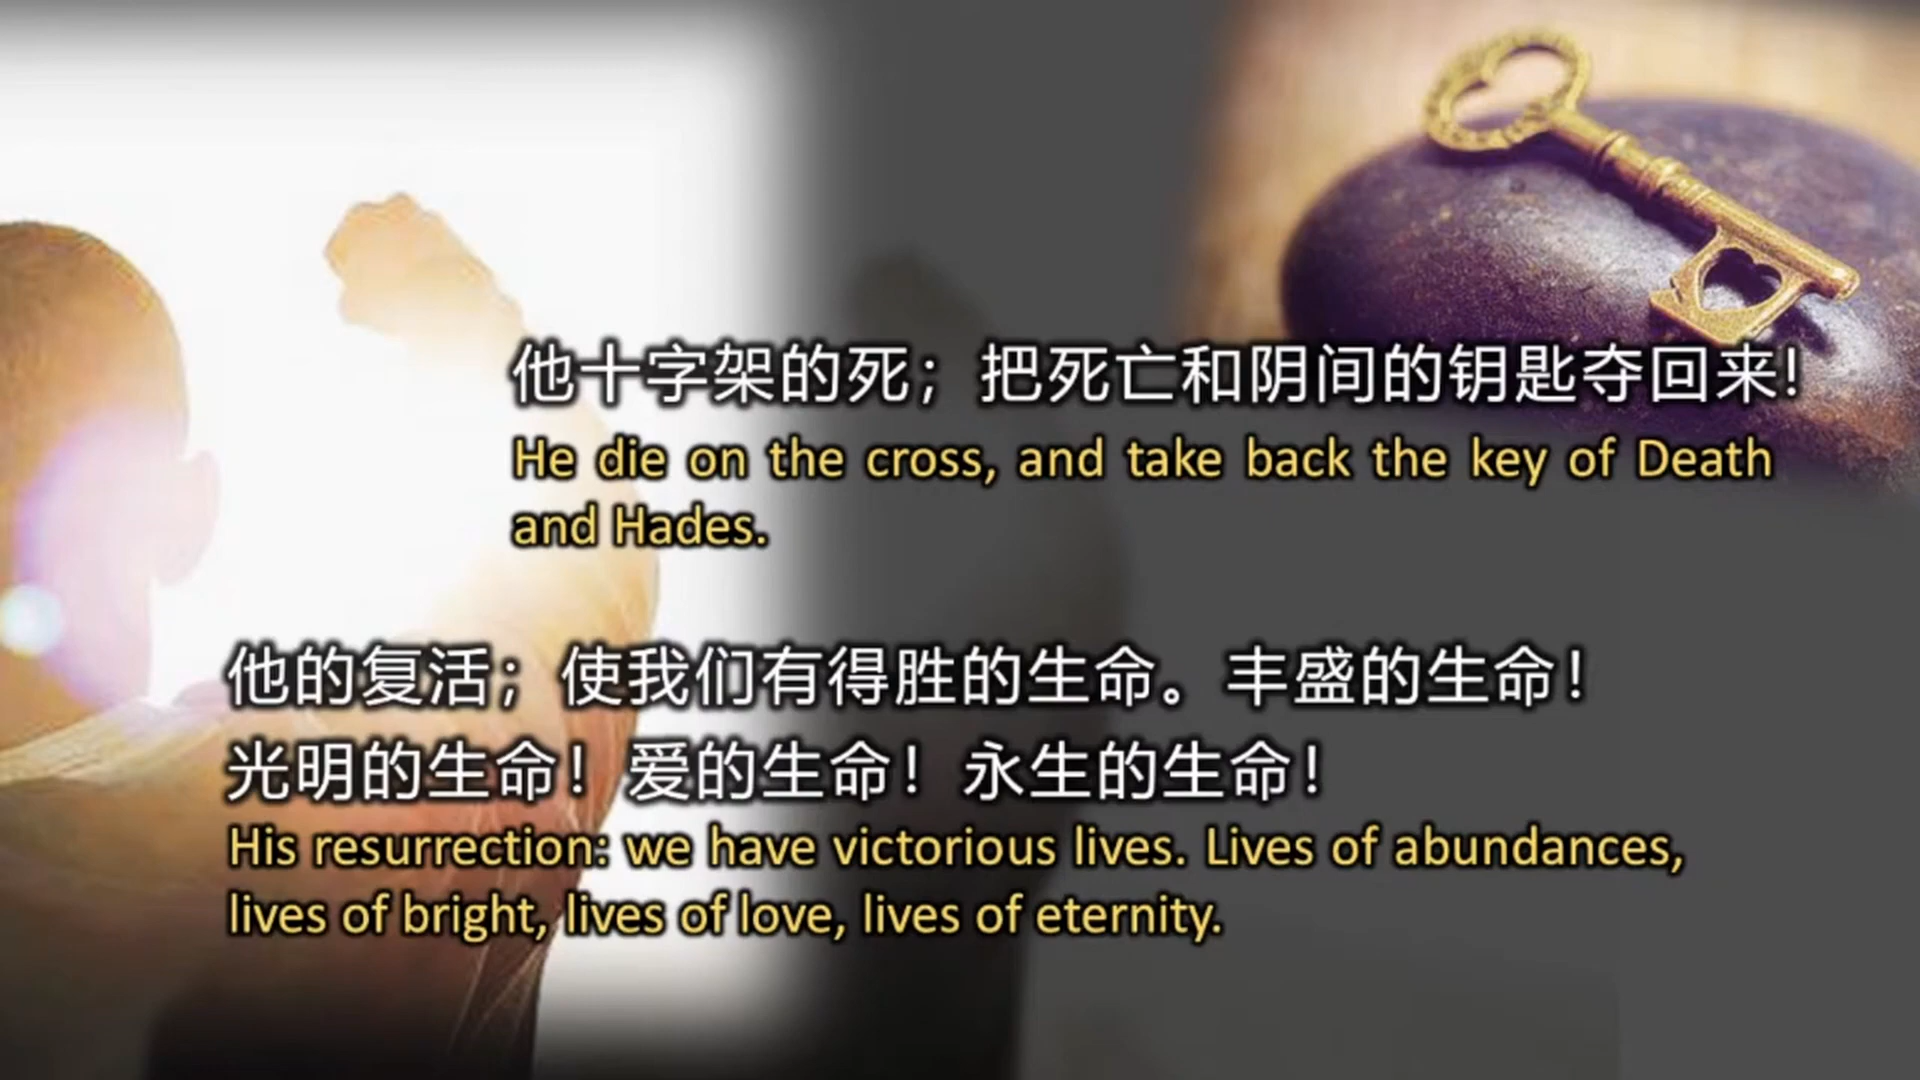 他十字架的死；把死亡和阴间的钥匙夺回来!
He die on the cross, and take back the key of Death
and Hades.
他的复活；使我们有得胜的生命。丰盛的生命！
光明的生命！爱的生命！永生的生命！
His resurrection: we have victorious lives. Lives of abundances,
lives of bright, lives of love, lives of eternity.